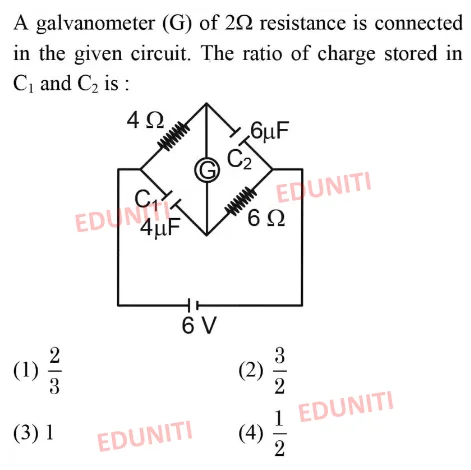 A galvanometer (G) of 2Ω resistance is connected
in the given circuit. The ratio of charge stored in
C₁ and C₂ is :
4 Ω
6μF
G
C₂
EDUNITI
C₁
EDUNITI
4μF
6 Ω
6 V
(1) 2/3
(2) 3/2
(3) 1
(4) 1/2
EDUNITI
EDUNITI